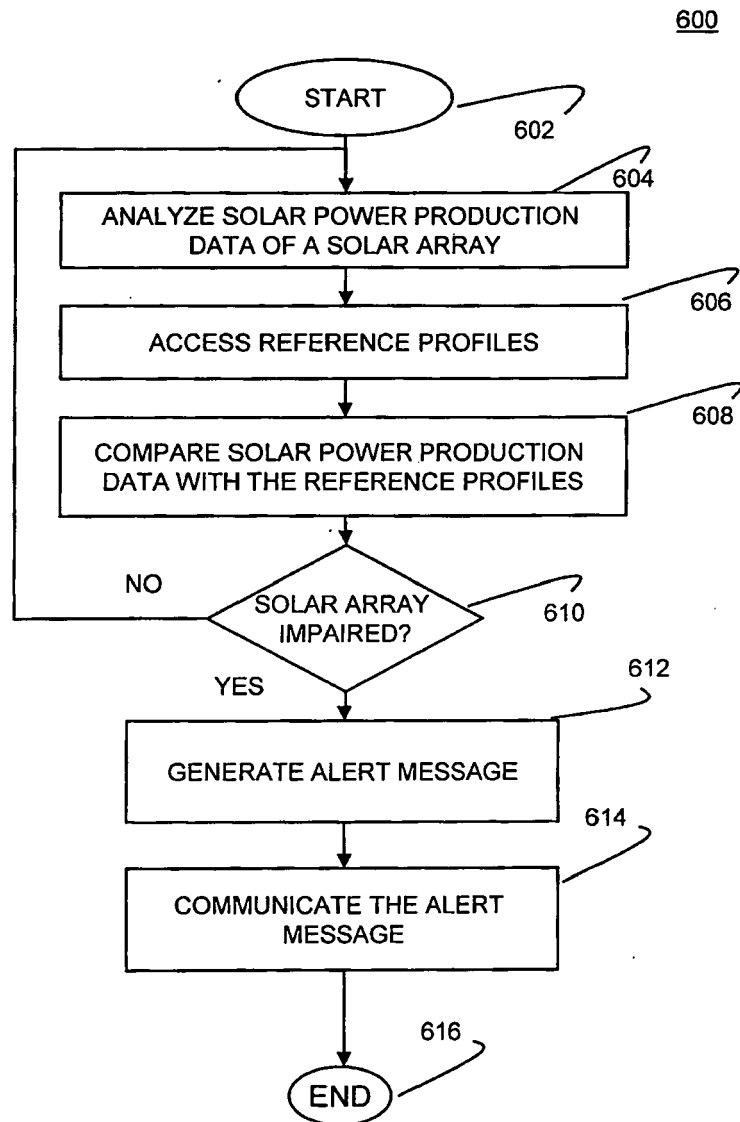 600
START
602
604
ANALYZE SOLAR POWER PRODUCTION
DATA OF A SOLAR ARRAY
606
ACCESS REFERENCE PROFILES
608
COMPARE SOLAR POWER PRODUCTION
DATA WITH THE REFERENCE PROFILES
NO
SOLAR ARRAY
IMPAIRED?
610
YES
612
GENERATE ALERT MESSAGE
614
COMMUNICATE THE ALERT
MESSAGE
616
END